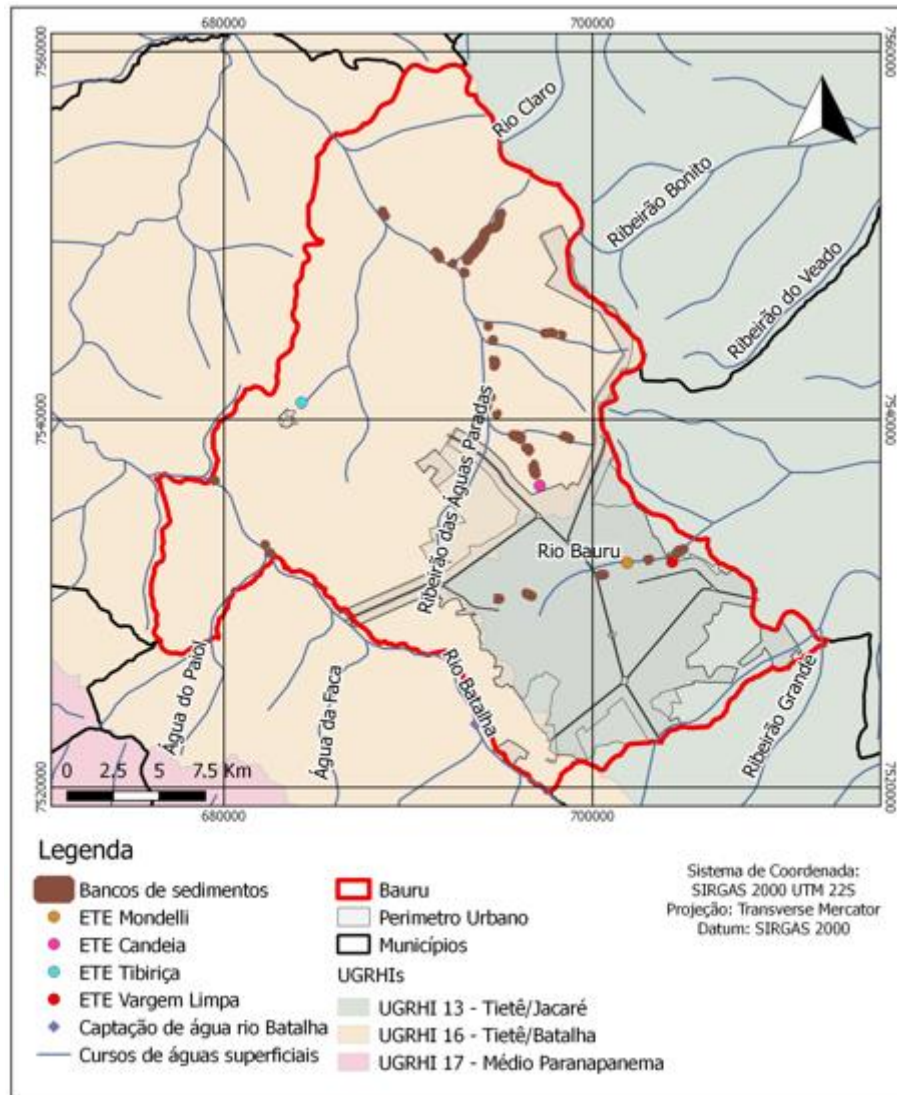 680000
700000
7560000
7560000
Rio Claro
Ribeirão Bonito
Ribeirão do Veado
7540000
7540000
Ribeirão das Águas Paradas
Rio Bauru
Água do Paiol
Água da Faca
Rio Batalha
Ribeirão Grande
0 2.5 5 7.5 Km
7520000
7520000
680000
700000
Legenda
Bancos de sedimentos
ETE Mondelli
ETE Candeia
ETE Tibiriça
ETE Vargem Limpa
Captação de água rio Batalha
Cursos de águas superficiais
Bauru
Perimetro Urbano
Municípios
UGRHIs
UGRHI 13 - Tietê/Jacaré
UGRHI 16 - Tietê/Batalha
UGRHI 17 - Médio Paranapanema
Sistema de Coordenada:
SIRGAS 2000 UTM 22S
Projeção: Transverse Mercator
Datum: SIRGAS 2000